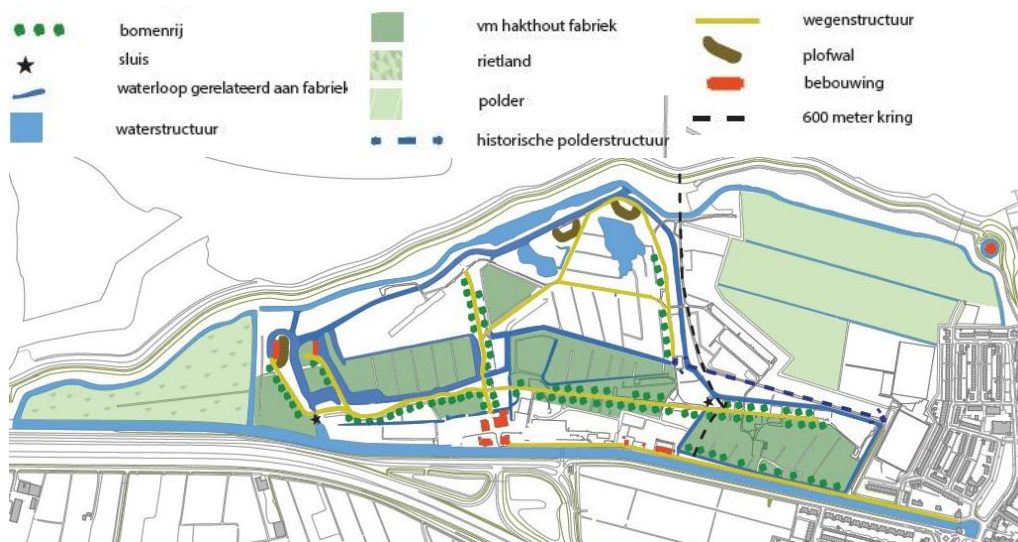 bomenrij
sluis
waterloop gerelateerd aan fabriek
waterstructuur
vm hakthout fabriek
rietland
polder
historische polderstructuur
wegenstructuur
plofwal
bebouwing
600 meter kring